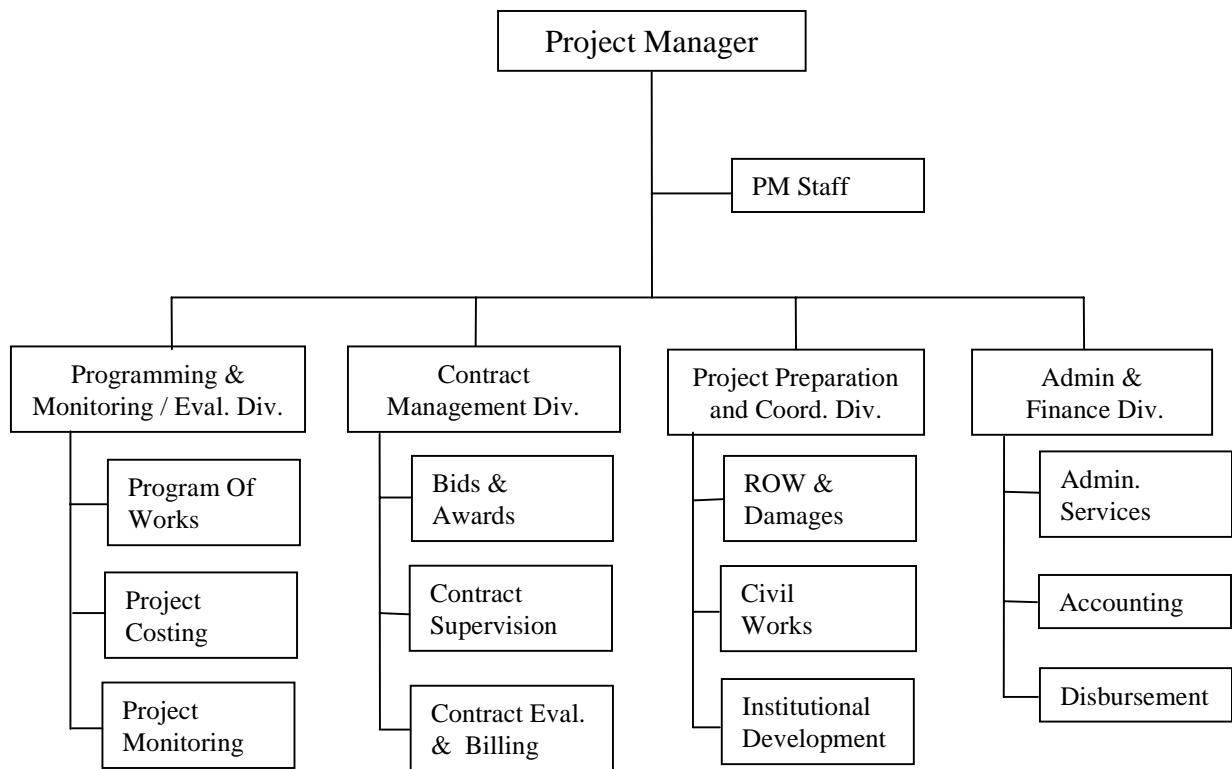 Project Manager
PM Staff
Programming &
Monitoring / Eval. Div.
Contract
Management Div.
Project Preparation
and Coord. Div.
Admin &
Finance Div.
Program Of
Works
Bids &
Awards
ROW &
Damages
Admin.
Services
Project
Costing
Contract
Supervision
Civil
Works
Accounting
Project
Monitoring
Contract Eval.
& Billing
Institutional
Development
Disbursement